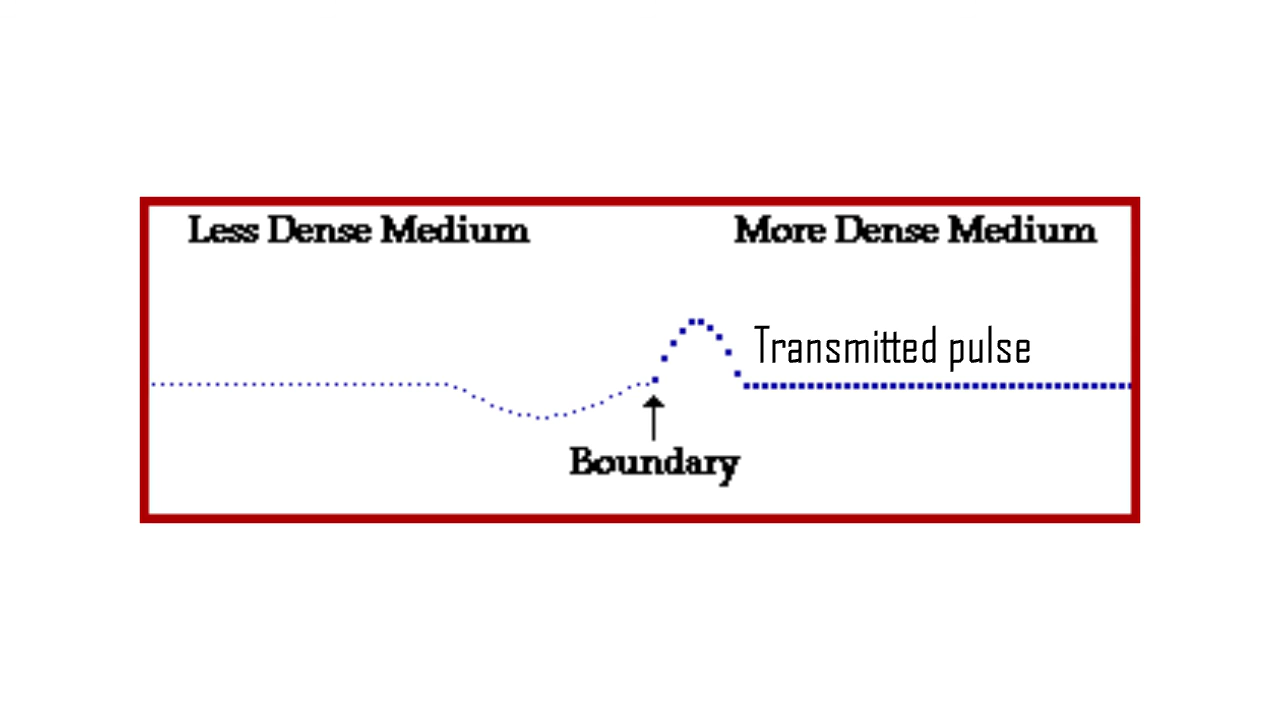 Less Dense Medium
More Dense Medium
Transmitted pulse
Boundary